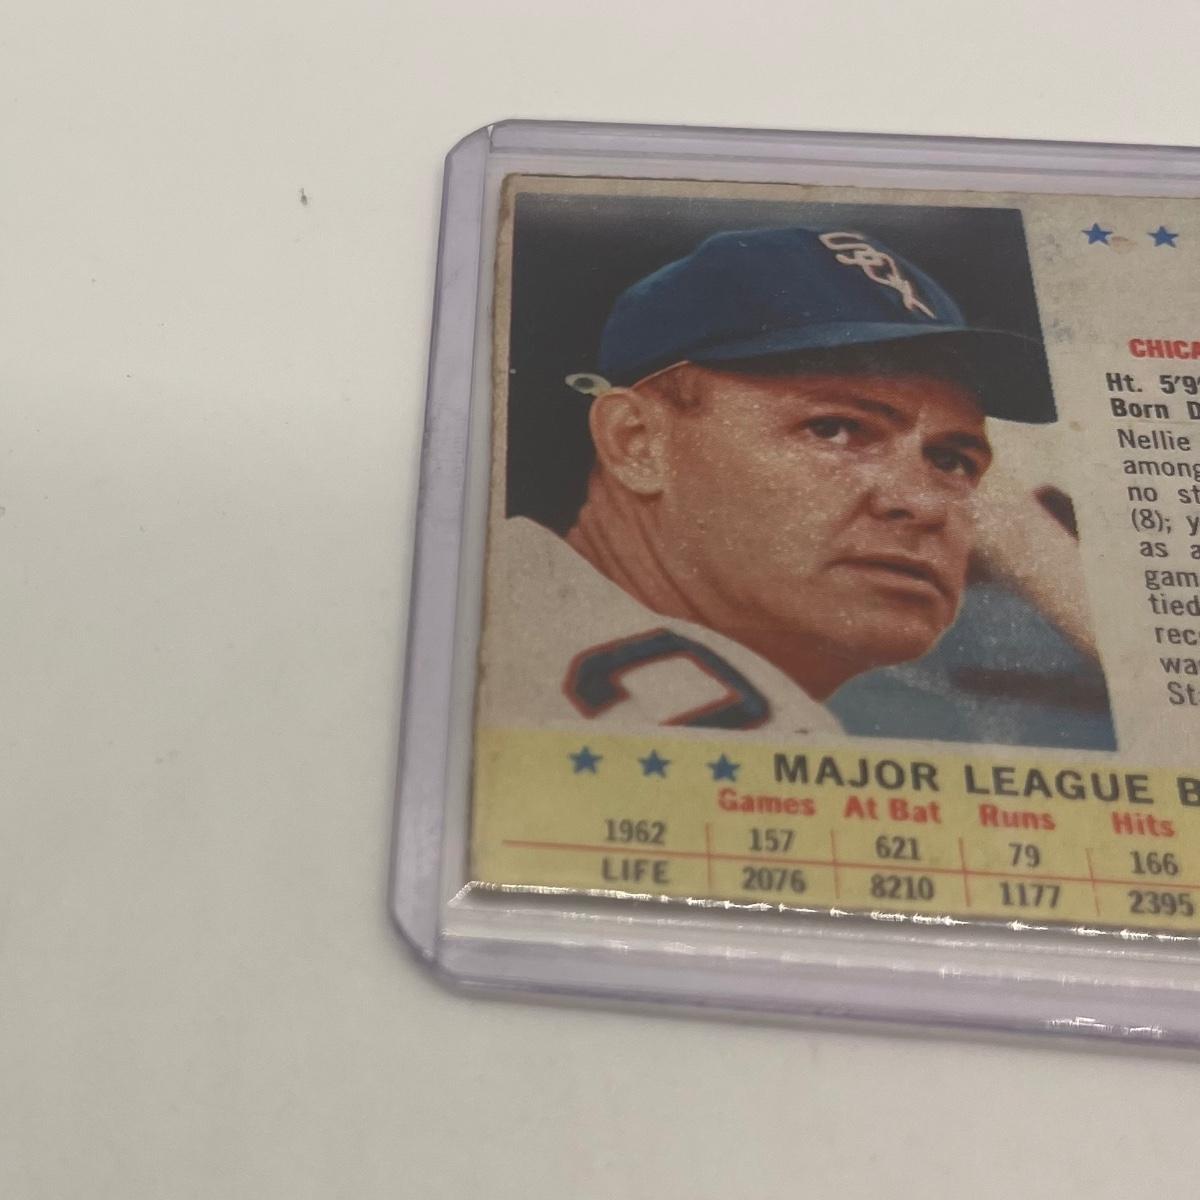 SOX
CHICA
Ht. 5'9"
Born D
Nellie
among
no st
(8); y
as a
gam
tied
rec
wa
St
C
MAJOR LEAGUE B
Games At Bat Runs Hits
1962 157 621 79 166
LIFE 2076 8210 1177 2395